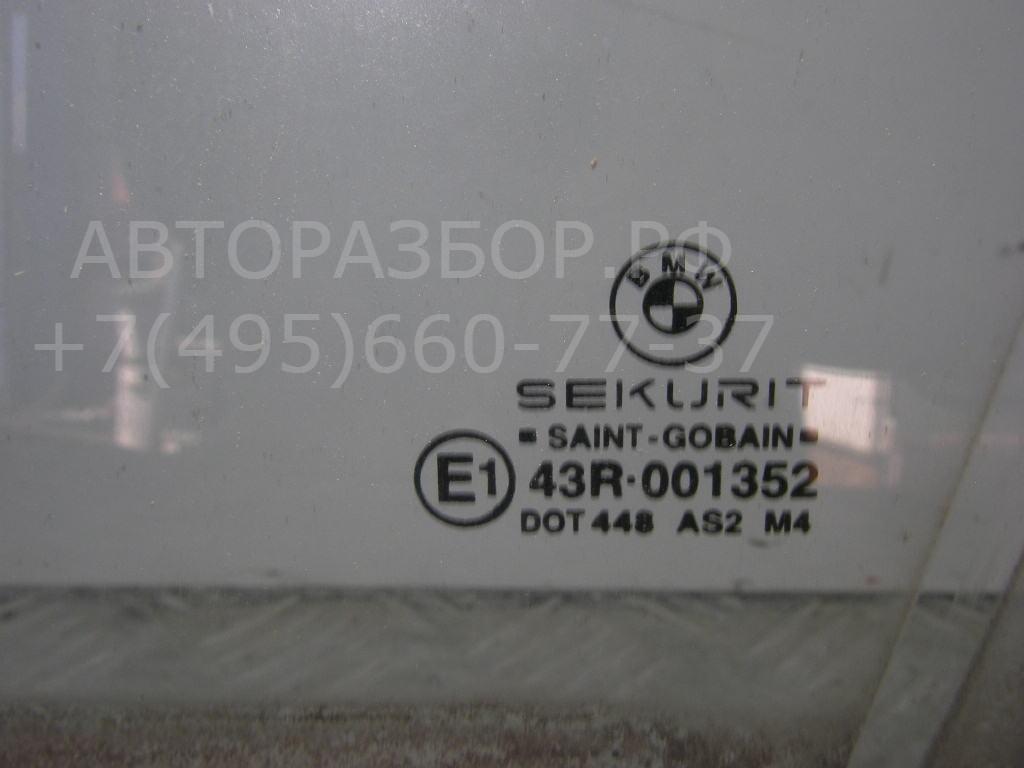 АВТОРАЗБОР.РФ
+7(495)660-77-37
BMW
SEKURIT
SAINT-GOBAIN
E1 43R-001352
DOT 448 AS2 M4